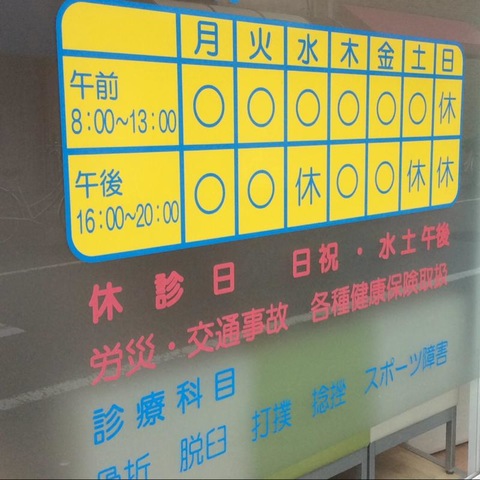 月 火 水 木 金 土 日
午前 8:00~13:00 ○ ○ ○ ○ ○ ○ 休
午後 16:00~20:00 ○ ○ 休 ○ ○ 休 休
休診日 日祝・水土午後
労災・交通事故 各種健康保険取扱
診療科目
骨折 脱臼 打撲 捻挫 スポーツ障害